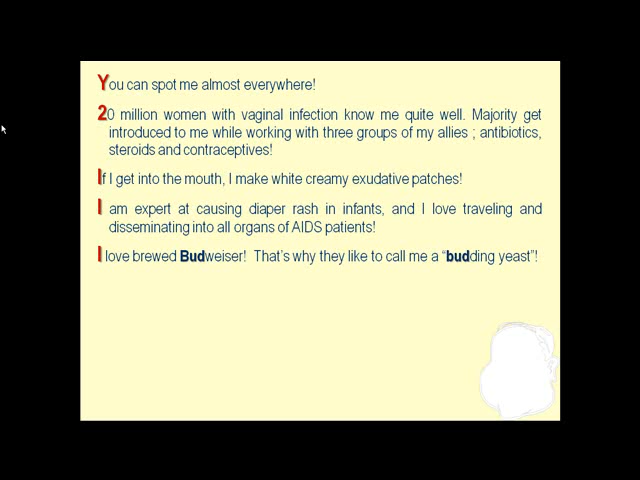 You can spot me almost everywhere!
20 million women with vaginal infection know me quite well. Majority get
introduced to me while working with three groups of my allies ; antibiotics,
steroids and contraceptives!
If I get into the mouth, I make white creamy exudative patches!
I am expert at causing diaper rash in infants, and I love traveling and
disseminating into all organs of AIDS patients!
I love brewed Budweiser! That's why they like to call me a “budding yeast”!